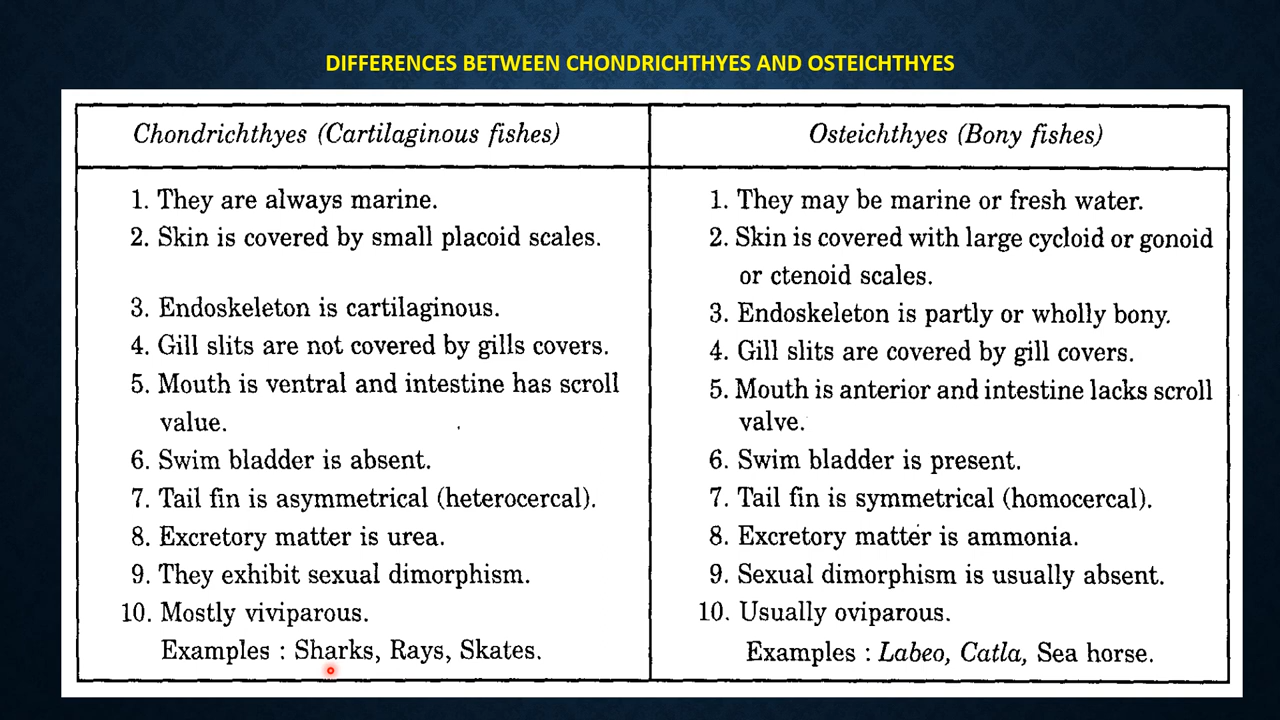 DIFFERENCES BETWEEN CHONDRICHTHYES AND OSTEICHTHYES
Chondrichthyes (Cartilaginous fishes)
1. They are always marine.
2. Skin is covered by small placoid scales.
3. Endoskeleton is cartilaginous.
4. Gill slits are not covered by gills covers.
5. Mouth is ventral and intestine has scroll
value.
6. Swim bladder is absent.
7. Tail fin is asymmetrical (heterocercal).
8. Excretory matter is urea.
9. They exhibit sexual dimorphism.
10. Mostly viviparous.
Examples : Sharks, Rays, Skates.
Osteichthyes (Bony fishes)
1. They may be marine or fresh water.
2. Skin is covered with large cycloid or gonoid
or ctenoid scales.
3. Endoskeleton is partly or wholly bony.
4. Gill slits are covered by gill covers.
5. Mouth is anterior and intestine lacks scroll
valve.
6. Swim bladder is present.
7. Tail fin is symmetrical (homocercal).
8. Excretory matter is ammonia.
9. Sexual dimorphism is usually absent.
10. Usually oviparous.
Examples : Labeo, Catla, Sea horse.